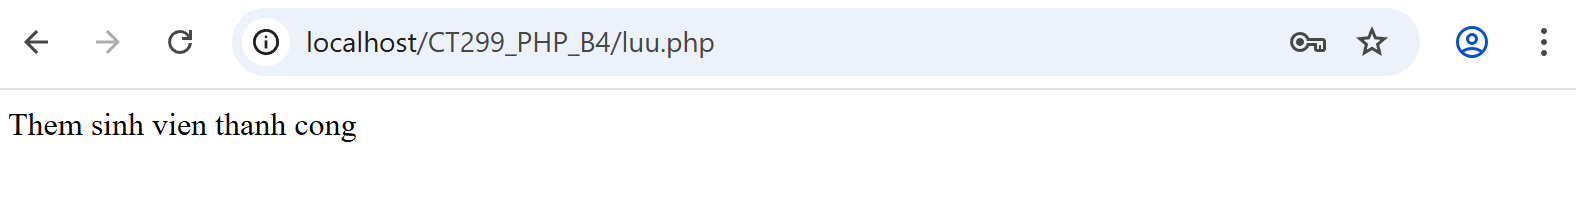 localhost/CT299_PHP_B4/luu.php
Them sinh vien thanh cong